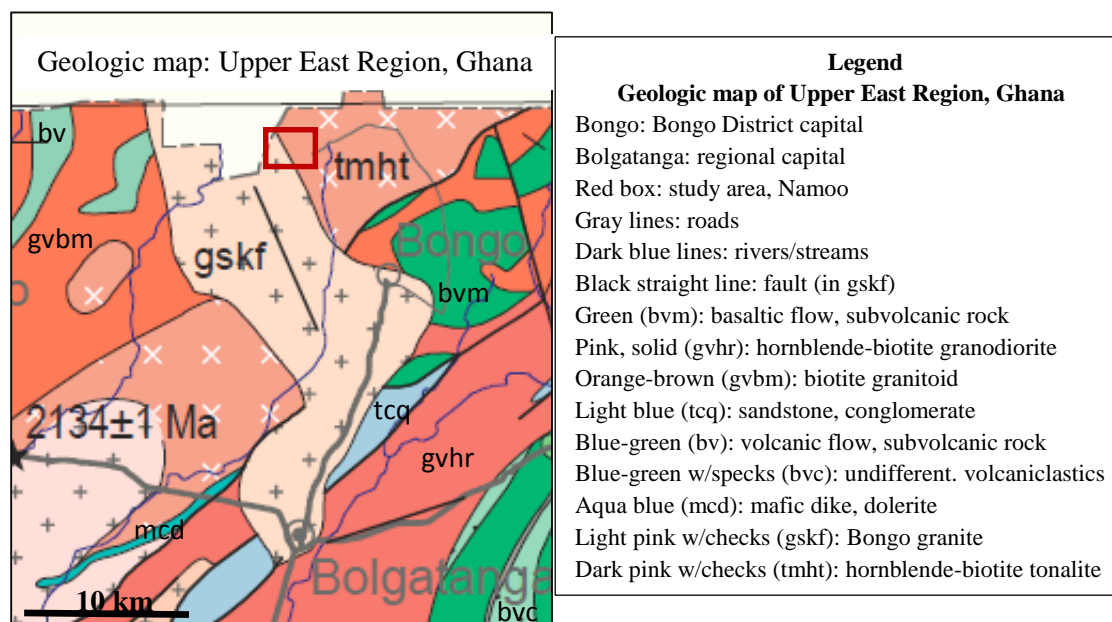 Geologic map: Upper East Region, Ghana
bv
tmht
gvbm
gskf
Bongo
bvm
tcq
2134±1 Ma
gvhr
mcd
Bolgatanga
10 km
bvc
Legend
Geologic map of Upper East Region, Ghana
Bongo: Bongo District capital
Bolgatanga: regional capital
Red box: study area, Namoo
Gray lines: roads
Dark blue lines: rivers/streams
Black straight line: fault (in gskf)
Green (bvm): basaltic flow, subvolcanic rock
Pink, solid (gvhr): hornblende-biotite granodiorite
Orange-brown (gvbm): biotite granitoid
Light blue (tcq): sandstone, conglomerate
Blue-green (bv): volcanic flow, subvolcanic rock
Blue-green w/specks (bvc): undifferent. volcaniclastics
Aqua blue (mcd): mafic dike, dolerite
Light pink w/checks (gskf): Bongo granite
Dark pink w/checks (tmht): hornblende-biotite tonalite